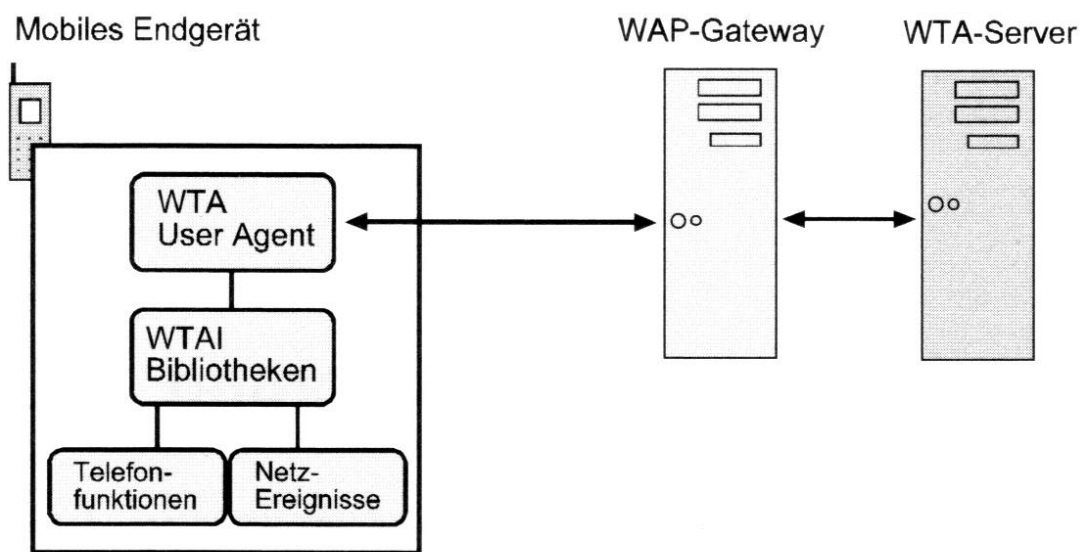 Mobiles Endgerät
WAP-Gateway
WTA-Server
WTA
User Agent
WTAI
Bibliotheken
Telefon-
funktionen
Netz-
Ereignisse